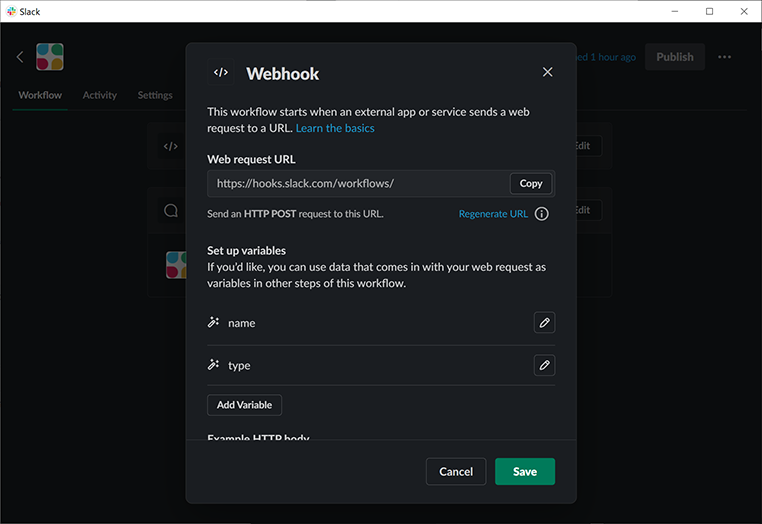 Slack
ed 1 hour ago
Publish
Workflow
Activity
Settings
</> Webhook
This workflow starts when an external app or service sends a web
request to a URL. Learn the basics
</>
Edit
Web request URL
https://hooks.slack.com/workflows/
Copy
Send an HTTP POST request to this URL.
Regenerate URL
Edit
Set up variables
If you'd like, you can use data that comes in with your web request as
variables in other steps of this workflow.
name
type
Add Variable
Example HTTP body
Cancel
Save